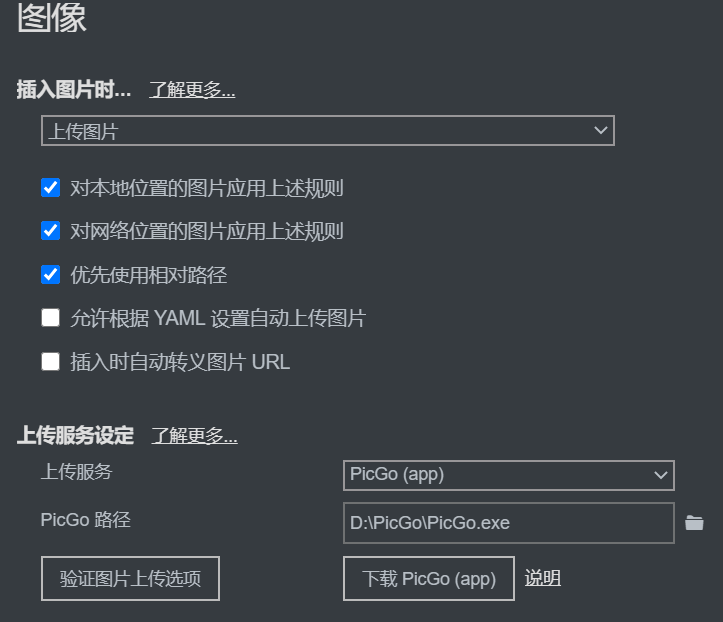 图像
插入图片时... 了解更多...
上传图片
对本地位置的图片应用上述规则
对网络位置的图片应用上述规则
优先使用相对路径
允许根据 YAML 设置自动上传图片
插入时自动转义图片 URL
上传服务设定 了解更多...
上传服务 PicGo (app)
PicGo 路径 D:\PicGo\PicGo.exe
验证图片上传选项 下载 PicGo (app) 说明